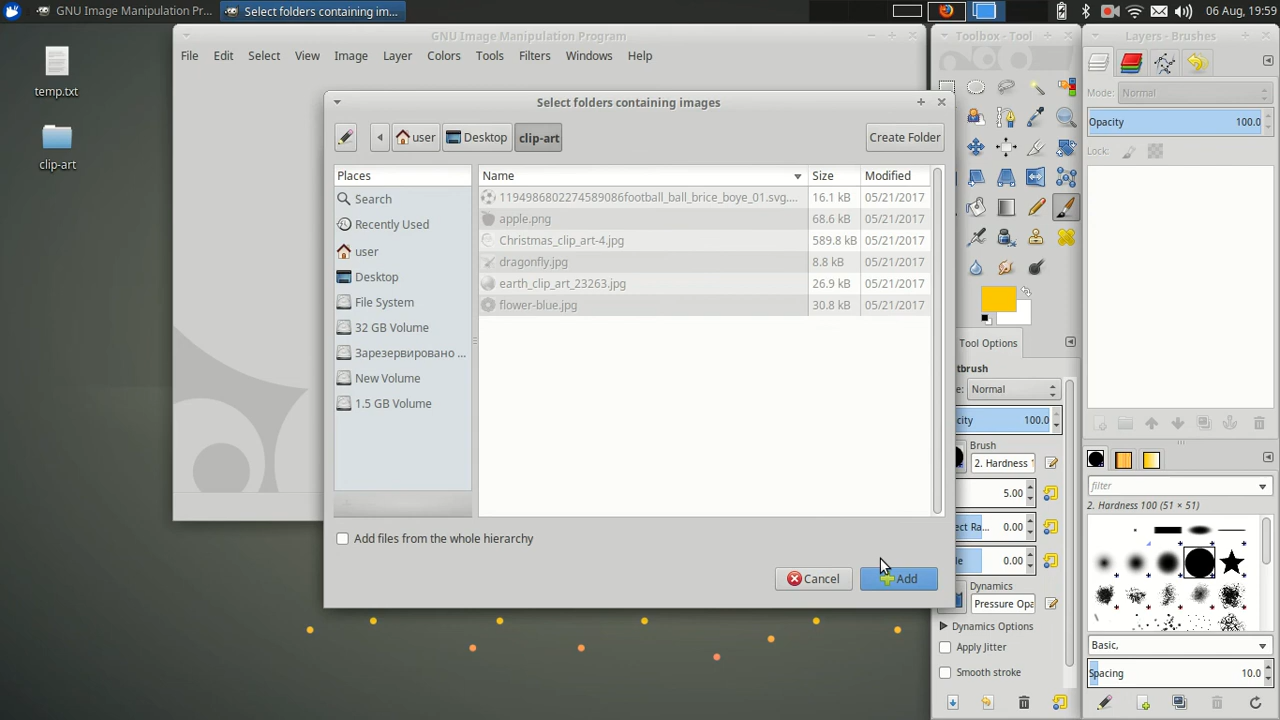 GNU Image Manipulation Pr...
Select folders containing im...
06 Aug, 19:59
temp.txt
clip-art
GNU Image Manipulation Program
File Edit Select View Image Layer Colors Tools Filters Windows Help
Select folders containing images
user Desktop clip-art Create Folder
Places
Search
Recently Used
user
Desktop
File System
32 GB Volume
Зарезервировано ...
New Volume
1.5 GB Volume
Name Size Modified
1194986802274589086football_ball_brice_boye_01.svg.... 16.1 kB 05/21/2017
apple.png 68.6 kB 05/21/2017
Christmas_clip_art-4.jpg 589.8 kB 05/21/2017
dragonfly.jpg 8.8 kB 05/21/2017
earth_clip_art_23263.jpg 26.9 kB 05/21/2017
flower-blue.jpg 30.8 kB 05/21/2017
Add files from the whole hierarchy
Cancel Add
Toolbox - Tool
Tool Options
tbrush
Normal
100.0
Brush
2. Hardness 1
5.00
0.00
0.00
Dynamics
Pressure Opa
Dynamics Options
Apply Jitter
Smooth stroke
Layers - Brushes
Mode: Normal
Opacity 100.0
Lock:
filter
2. Hardness 100 (51 × 51)
Basic,
Spacing 10.0